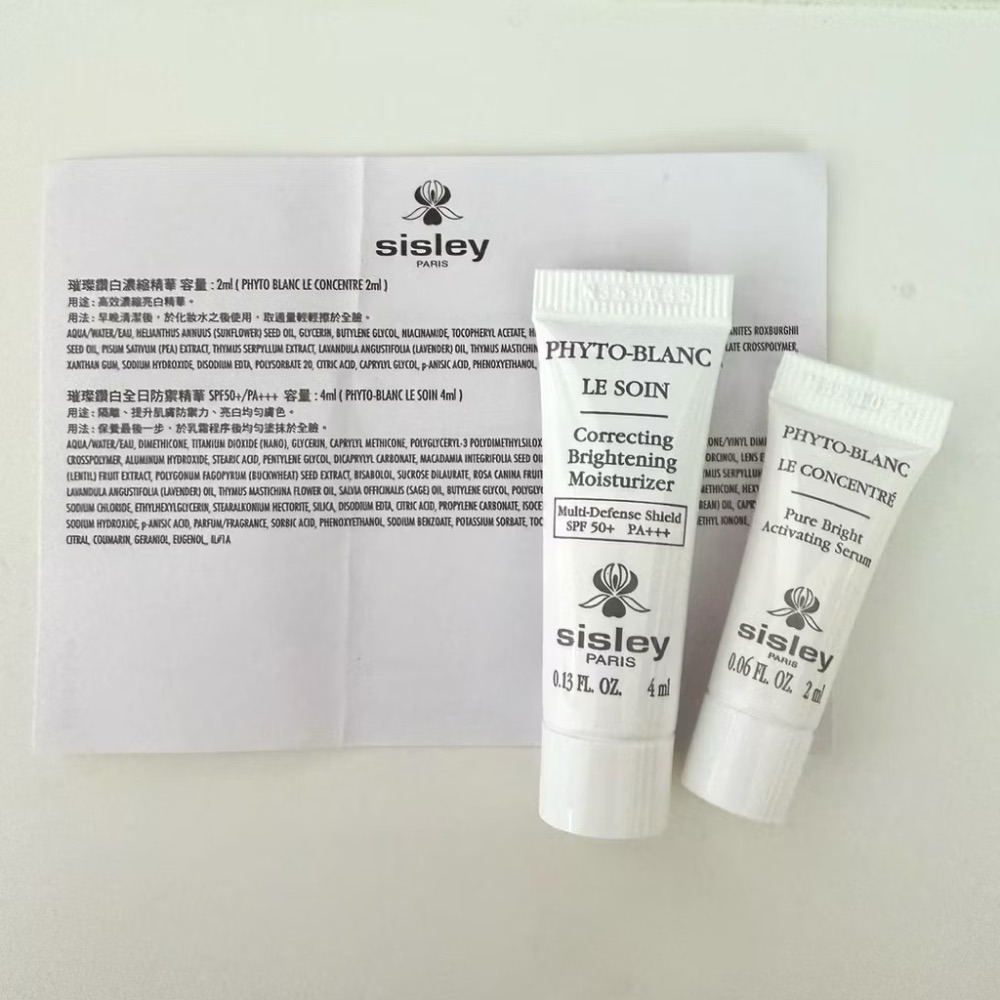 sisley
PARIS
璀璨鑽白濃縮精華 容量 : 2ml ( PHYTO BLANC LE CONCENTRE 2ml )
用途 : 高效濃縮亮白精華。
用法 : 早晚清潔後，於化妝水之後使用，取適量輕輕擦於全臉。
AQUA/WATER/EAU, HELIANTHUS ANNUUS (SUNFLOWER) SEED OIL, GLYCERIN, BUTYLENE GLYCOL, NIACINAMIDE, TOCOPHERYL ACETATE,
SEED OIL, PISUM SATIVUM (PEA) EXTRACT, THYMUS SERPYLLUM EXTRACT, LAVANDULA ANGUSTIFOLIA (LAVENDER) OIL, THYMUS MASTICHIN
XANTHAN GUM, SODIUM HYDROXIDE, DISODIUM EDTA, POLYSORBATE 20, CITRIC ACID, CAPRYLYL GLYCOL, p-ANISIC ACID, PHENOXYETHANOL,
ROXBURGHII
CROSSPOLYMER,
璀璨鑽白全日防禦精華 SPF50+/PA+++ 容量 : 4ml ( PHYTO-BLANC LE SOIN 4ml )
用途 : 隔離、提升肌膚防禦力、亮白均勻膚色。
用法 : 保養最後一步，於乳霜程序後均勻塗抹於全臉。
AQUA/WATER/EAU, DIMETHICONE, TITANIUM DIOXIDE (NANO), GLYCERIN, CAPRYLYL METHICONE, POLYGLYCERYL-3 POLYDIMETHYLSILOX
CROSSPOLYMER, ALUMINUM HYDROXIDE, STEARIC ACID, PENTYLENE GLYCOL, DICAPRYLYL CARBONATE, MACADAMIA INTEGRIFOLIA SEED OIL
(LENTIL) FRUIT EXTRACT, POLYGONUM FAGOPYRUM (BUCKWHEAT) SEED EXTRACT, BISABOLOL, SUCROSE DILAURATE, ROSA CANINA FRUIT
LAVANDULA ANGUSTIFOLIA (LAVENDER) OIL, THYMUS MASTICHINA FLOWER OIL, SALVIA OFFICINALIS (SAGE) OIL, BUTYLENE GLYCOL, POLYGLYC
SODIUM CHLORIDE, ETHYLHEXYLGLYCERIN, STEARALKONIUM HECTORITE, SILICA, DISODIUM EDTA, CITRIC ACID, PROPYLENE CARBONATE, ISOCE
SODIUM HYDROXIDE, p-ANISIC ACID, PARFUM/FRAGRANCE, SORBIC ACID, PHENOXYETHANOL, SODIUM BENZOATE, POTASSIUM SORBATE, TOC
CITRAL, COUMARIN, GERANIOL, EUGENOL, IL#1A
PHYTO-BLANC
LE SOIN
Correcting
Brightening
Moisturizer
Multi-Defense Shield
SPF 50+ PA+++
sisley
PARIS
0.13 FL. OZ. 4 ml
PHYTO-BLANC
LE CONCENTRÉ
Pure Bright
Activating Serum
sisley
PARIS
0.06 FL. OZ. 2 ml